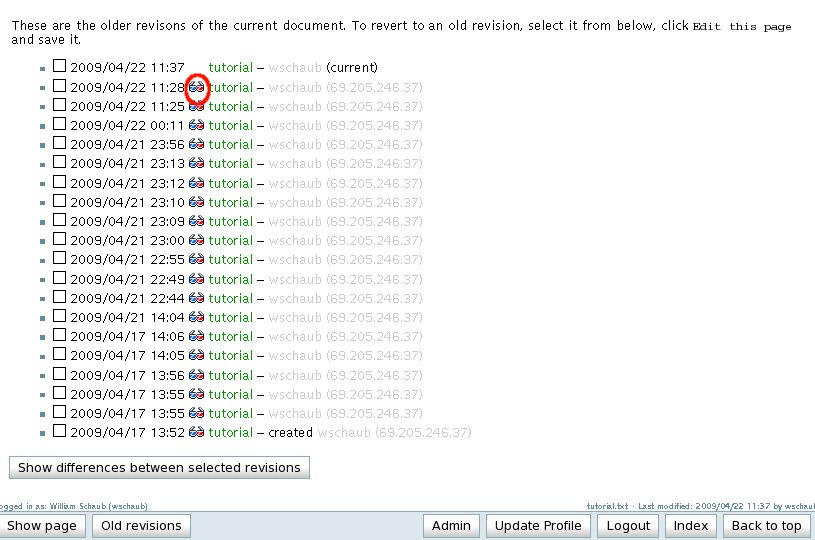 These are the older revisons of the current document. To revert to an old revision, select it from below, click Edit this page
and save it.
2009/04/22 11:37 tutorial – wschaub (current)
2009/04/22 11:28 tutorial – wschaub (69.205.246.37)
2009/04/22 11:25 tutorial – wschaub (69.205.246.37)
2009/04/22 00:11 tutorial – wschaub (69.205.246.37)
2009/04/21 23:56 tutorial – wschaub (69.205.246.37)
2009/04/21 23:13 tutorial – wschaub (69.205.246.37)
2009/04/21 23:12 tutorial – wschaub (69.205.246.37)
2009/04/21 23:10 tutorial – wschaub (69.205.246.37)
2009/04/21 23:09 tutorial – wschaub (69.205.246.37)
2009/04/21 23:00 tutorial – wschaub (69.205.246.37)
2009/04/21 22:55 tutorial – wschaub (69.205.246.37)
2009/04/21 22:49 tutorial – wschaub (69.205.246.37)
2009/04/21 22:44 tutorial – wschaub (69.205.246.37)
2009/04/21 14:04 tutorial – wschaub (69.205.246.37)
2009/04/17 14:06 tutorial – wschaub (69.205.246.37)
2009/04/17 14:05 tutorial – wschaub (69.205.246.37)
2009/04/17 13:56 tutorial – wschaub (69.205.246.37)
2009/04/17 13:55 tutorial – wschaub (69.205.246.37)
2009/04/17 13:55 tutorial – wschaub (69.205.246.37)
2009/04/17 13:52 tutorial – created wschaub (69.205.246.37)
Show differences between selected revisions
ogged in as: William Schaub (wschaub) tutorial.txt · Last modified: 2009/04/22 11:37 by wschaul
Show page Old revisions Admin Update Profile Logout Index Back to top